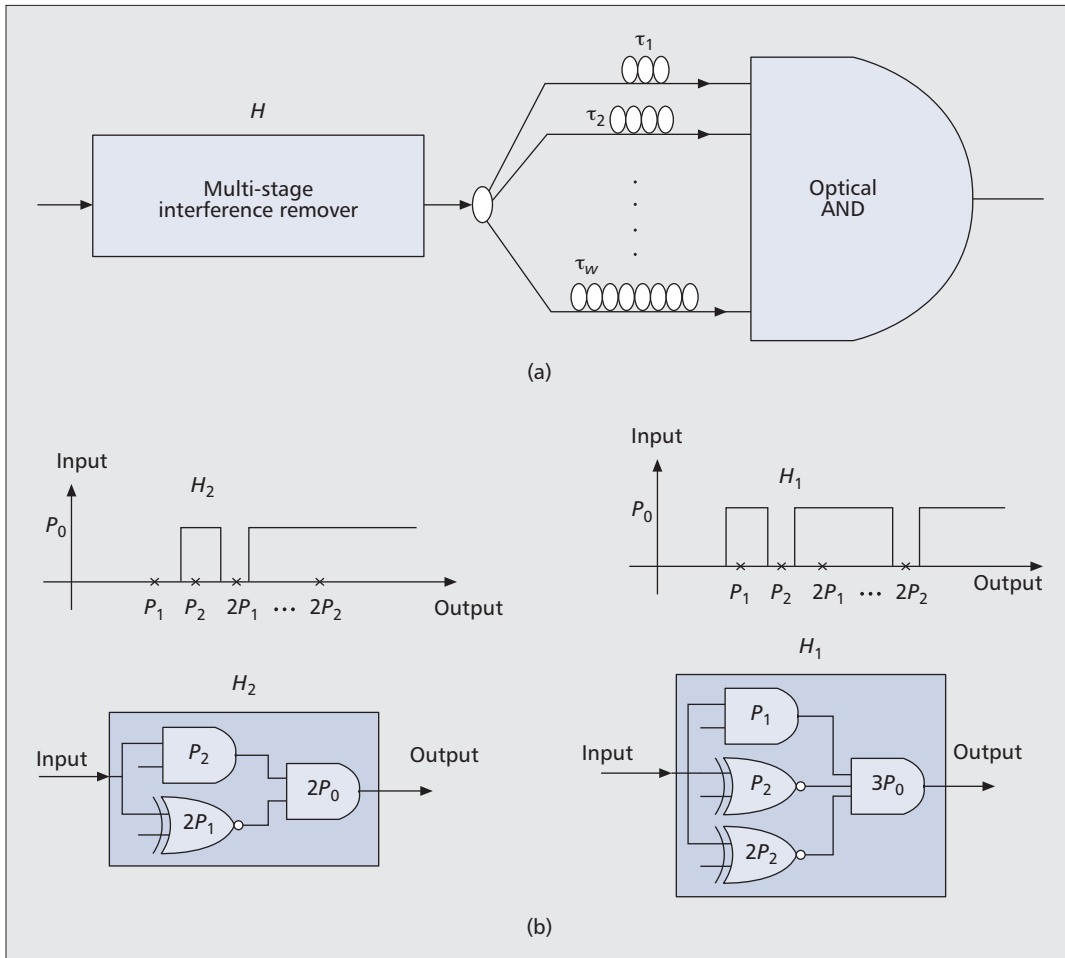 H
Multi-stage
interference remover
τ1
τ2
τw
Optical
AND
(a)
Input
H2
P0
P1 P2 2P1 ••• 2P2
Output
Input
H1
P0
P1 P2 2P1 ••• 2P2
Output
H2
Input
P2
2P1
2P0
Output
H1
Input
P1
P2
2P2
3P0
Output
(b)